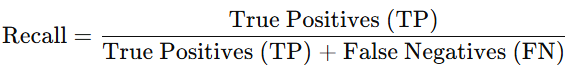 Recall = True Positives (TP) / True Positives (TP) + False Negatives (FN)